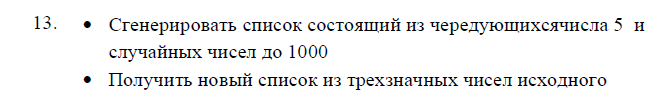 13. • Сгенерировать список состоящий из чередующихсячисла 5 и
случайных чисел до 1000
• Получить новый список из трехзначных чисел исходного